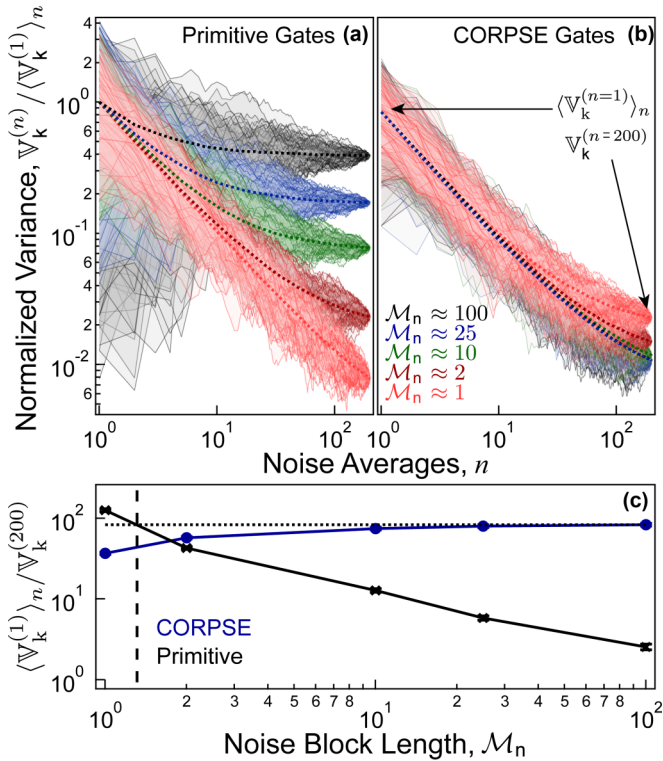 Primitive Gates (a)
CORPSE Gates (b)
Normalized Variance, 𝕍ₖ⁽ⁿ⁾/⟨𝕍ₖ⁽¹⁾⟩ₙ
4
2
10⁰
6
4
2
10⁻¹
6
4
2
10⁻²
6
⟨𝕍ₖ⁽ⁿ⁼¹⁾⟩ₙ
𝕍ₖ⁽ⁿ⁼²⁰⁰⁾
ℳₙ ≈ 100
ℳₙ ≈ 25
ℳₙ ≈ 10
ℳₙ ≈ 2
ℳₙ ≈ 1
10⁰ 10¹ 10² 10⁰ 10¹ 10²
Noise Averages, n
(c)
⟨𝕍ₖ⁽¹⁾⟩ₙ/𝕍ₖ⁽²⁰⁰⁾
10²
10¹
10⁰
CORPSE
Primitive
10⁰ 2 3 4 5 6 7 8 10¹ 2 3 4 5 6 7 8 10²
Noise Block Length, ℳₙ